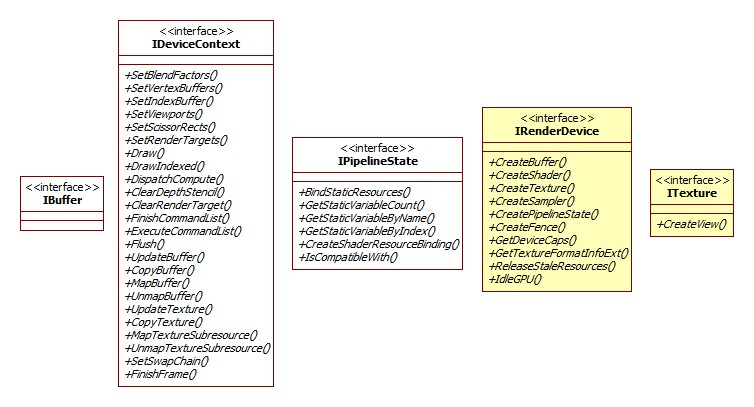 <<interface>>
IBuffer
<<interface>>
IDeviceContext
+SetBlendFactors()
+SetVertexBuffers()
+SetIndexBuffer()
+SetViewports()
+SetScissorRects()
+SetRenderTargets()
+Draw()
+DrawIndexed()
+DispatchCompute()
+ClearDepthStencil()
+ClearRenderTarget()
+FinishCommandList()
+ExecuteCommandList()
+Flush()
+UpdateBuffer()
+CopyBuffer()
+MapBuffer()
+UnmapBuffer()
+UpdateTexture()
+CopyTexture()
+MapTextureSubresource()
+UnmapTextureSubresource()
+SetSwapChain()
+FinishFrame()
<<interface>>
IPipelineState
+BindStaticResources()
+GetStaticVariableCount()
+GetStaticVariableByName()
+GetStaticVariableByIndex()
+CreateShaderResourceBinding()
+IsCompatibleWith()
<<interface>>
IRenderDevice
+CreateBuffer()
+CreateShader()
+CreateTexture()
+CreateSampler()
+CreatePipelineState()
+CreateFence()
+GetDeviceCaps()
+GetTextureFormatInfoExt()
+ReleaseStaleResources()
+IdleGPU()
<<interface>>
ITexture
+CreateView()